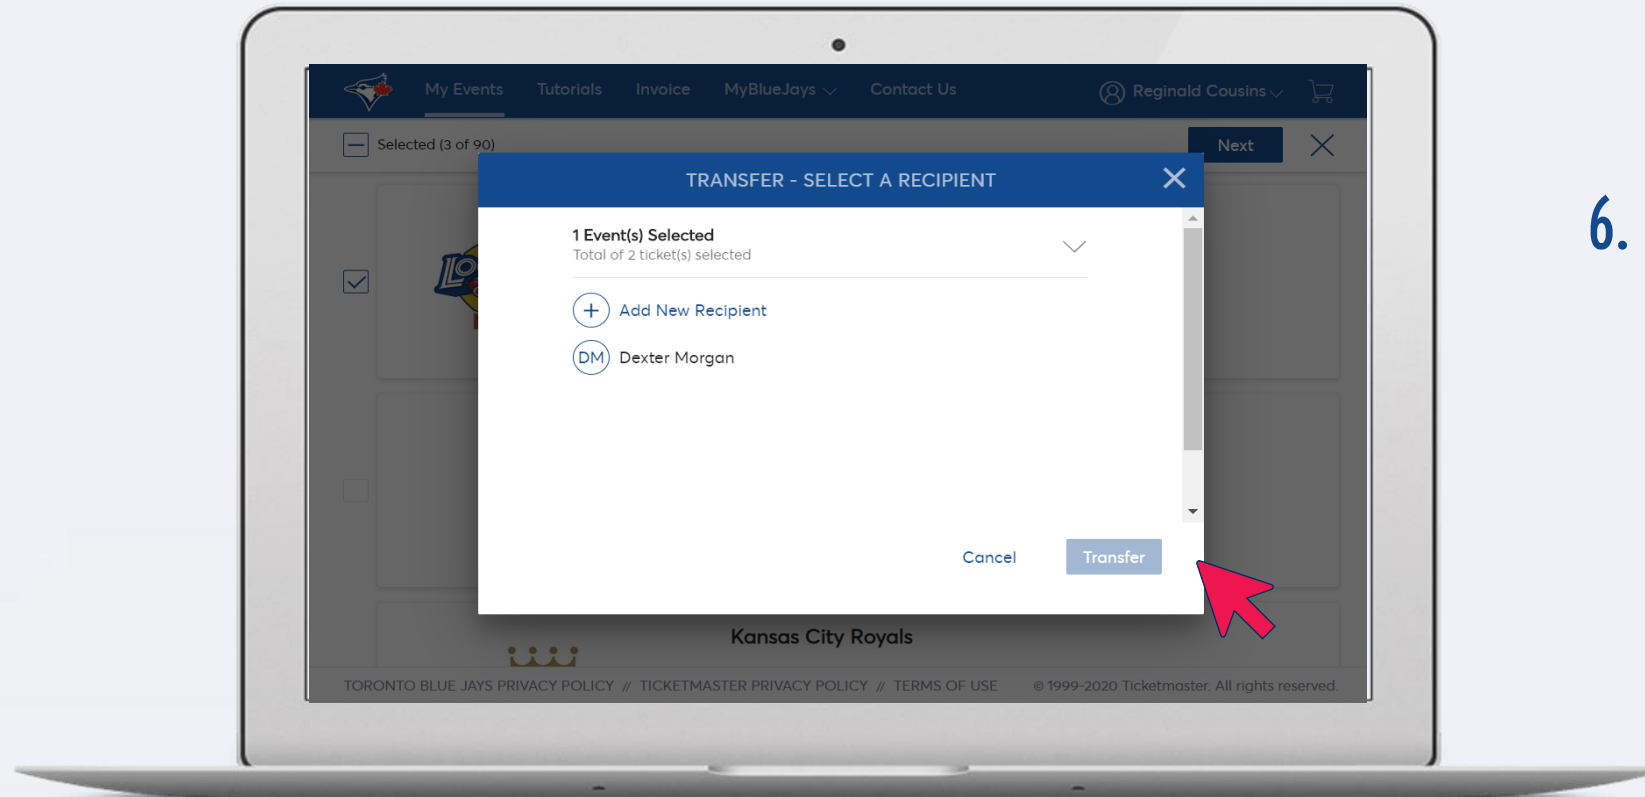 My Events Tutorials Invoice MyBlueJays Contact Us Reginald Cousins
Selected (3 of 90) Next
TRANSFER - SELECT A RECIPIENT
6.
1 Event(s) Selected
Total of 2 ticket(s) selected
Add New Recipient
DM Dexter Morgan
Cancel Transfer
Kansas City Royals
TORONTO BLUE JAYS PRIVACY POLICY // TICKETMASTER PRIVACY POLICY // TERMS OF USE © 1999-2020 Ticketmaster. All rights reserved.